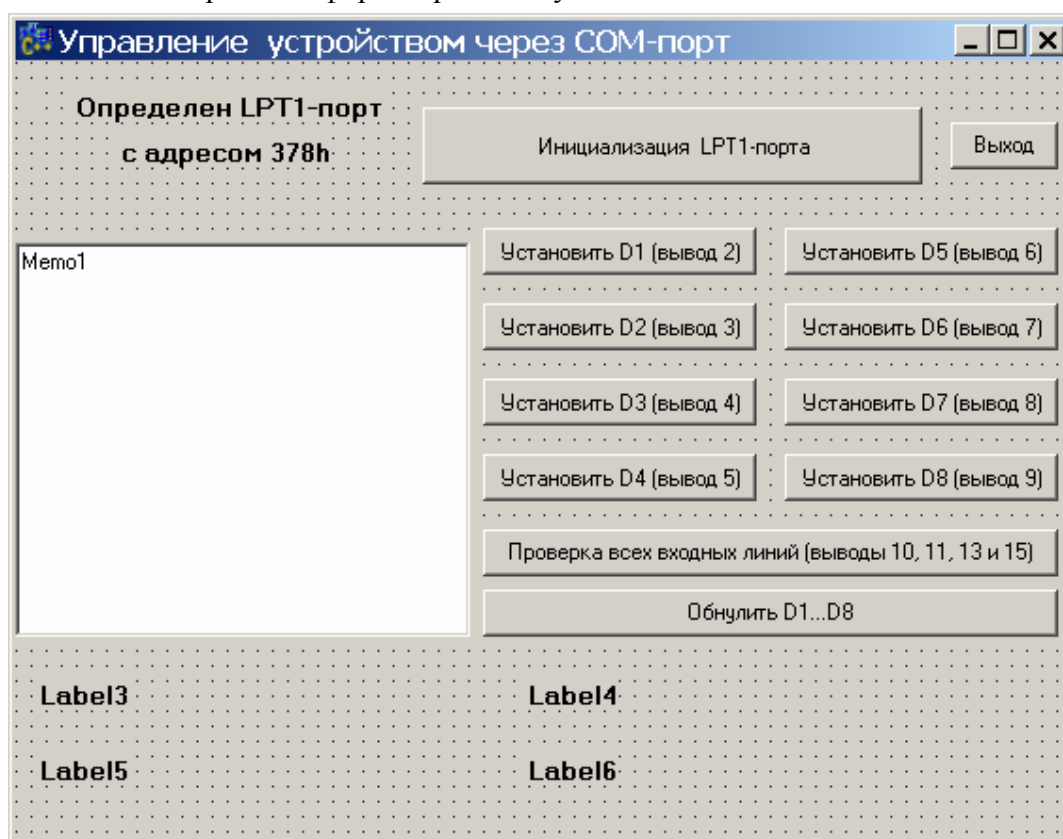 Управление устройством через COM-порт
Определен LPT1-порт
с адресом 378h
Инициализация LPT1-порта
Выход
Memo1
Установить D1 (вывод 2)
Установить D5 (вывод 6)
Установить D2 (вывод 3)
Установить D6 (вывод 7)
Установить D3 (вывод 4)
Установить D7 (вывод 8)
Установить D4 (вывод 5)
Установить D8 (вывод 9)
Проверка всех входных линий (выводы 10, 11, 13 и 15)
Обнулить D1...D8
Label3
Label4
Label5
Label6